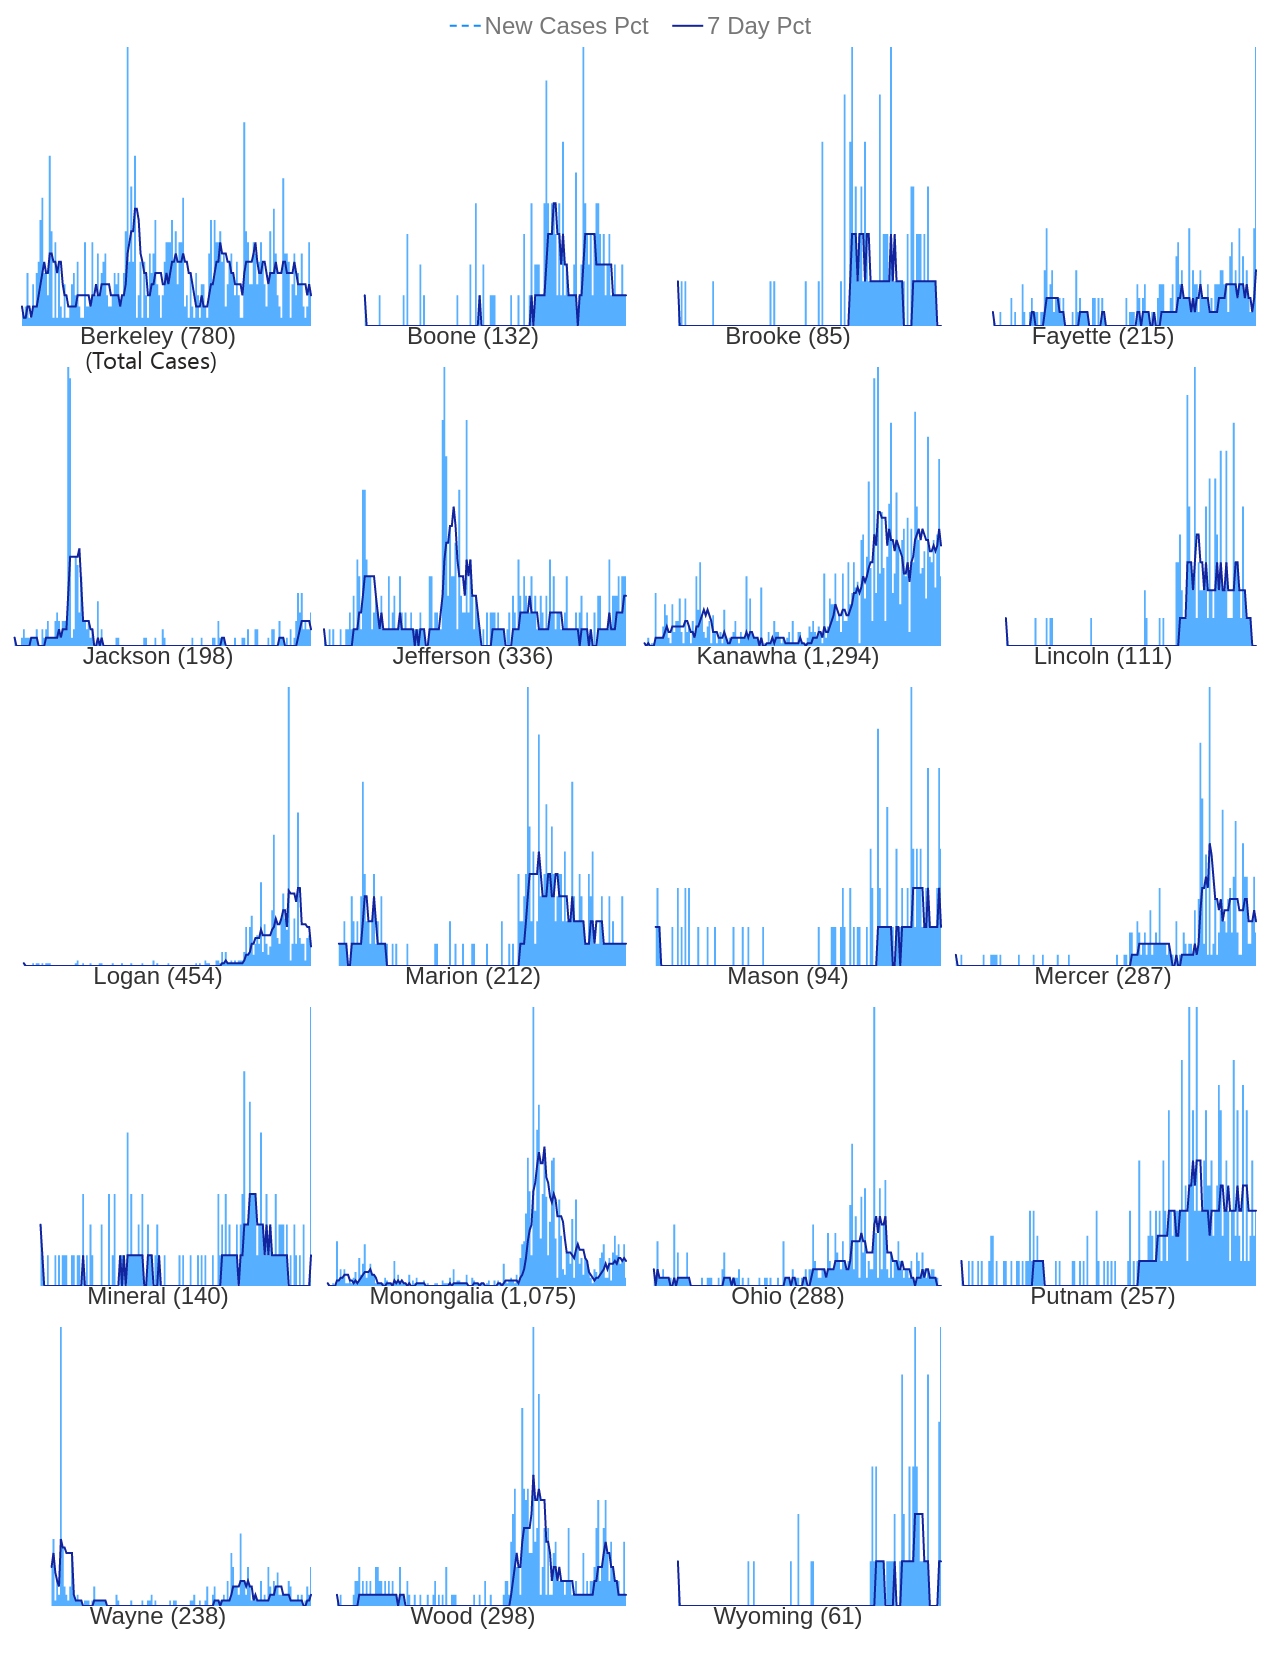 New Cases Pct 7 Day Pct
Berkeley (780) Boone (132) Brooke (85) Fayette (215)
(Total Cases)
Jackson (198) Jefferson (336) Kanawha (1,294) Lincoln (111)
Logan (454) Marion (212) Mason (94) Mercer (287)
Mineral (140) Monongalia (1,075) Ohio (288) Putnam (257)
Wayne (238) Wood (298) Wyoming (61)